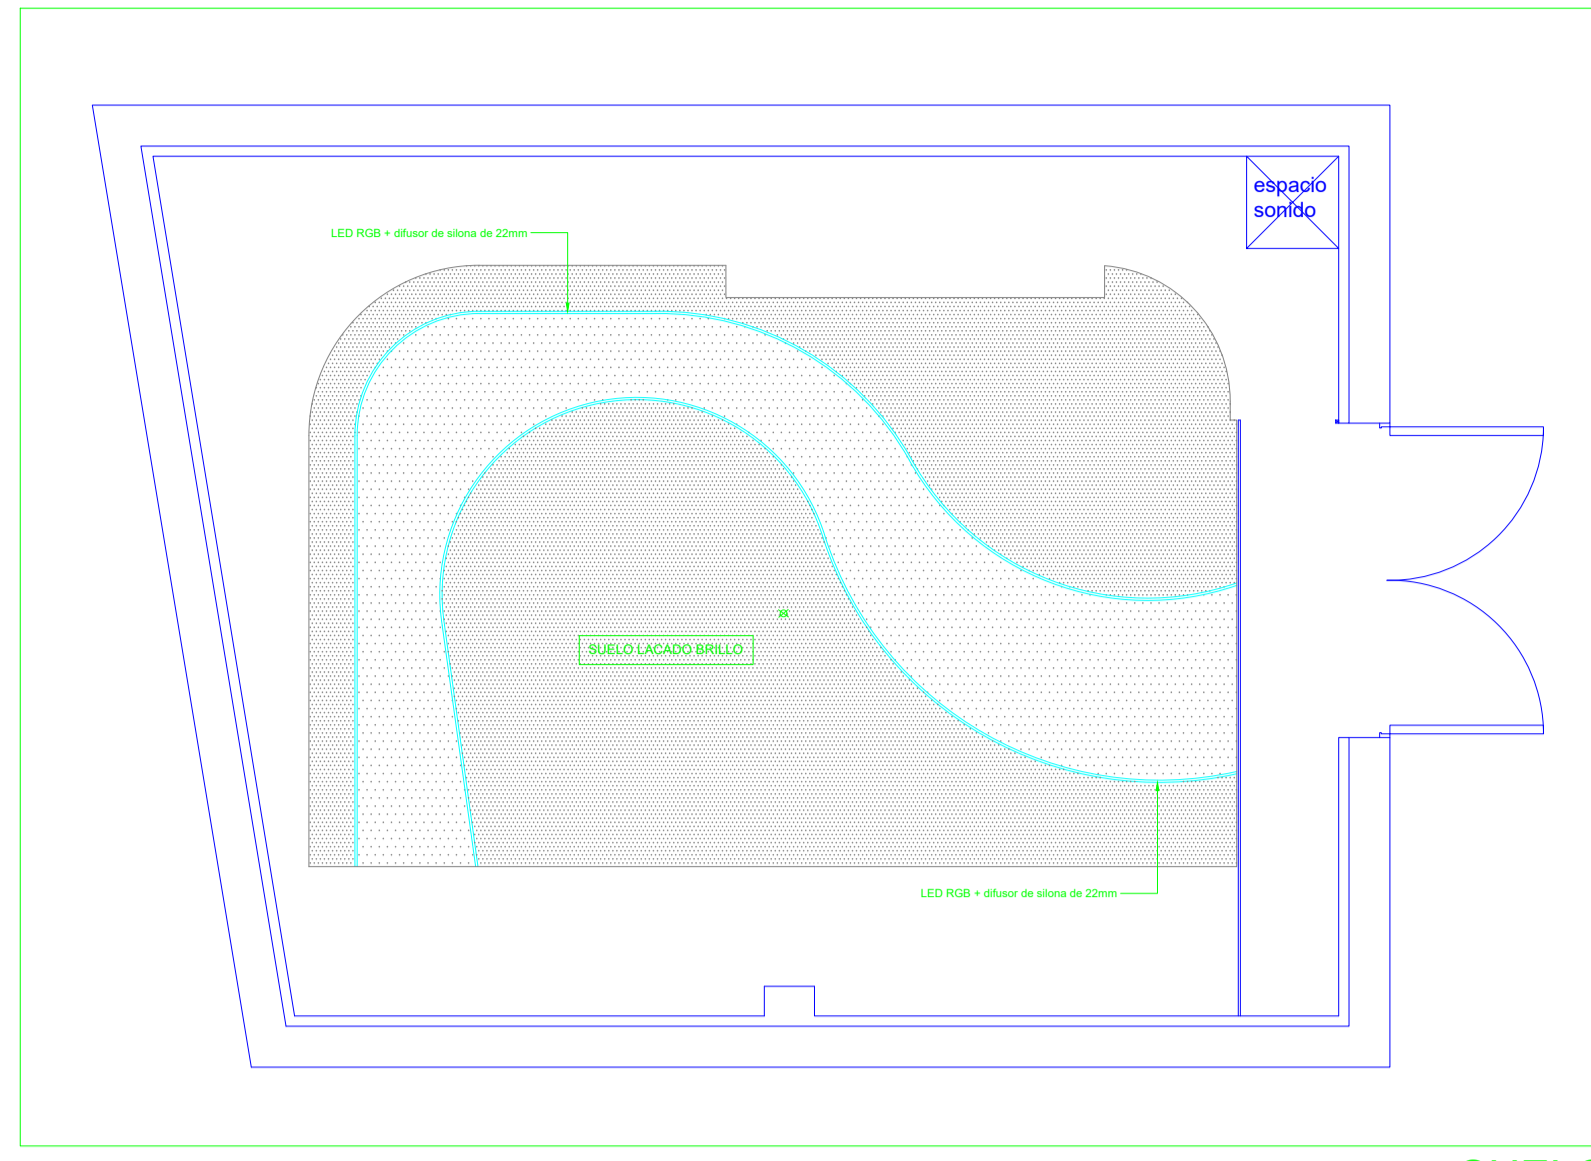 espacio
sonido
LED RGB + difusor de silona de 22mm
SUELO LACADO BRILLO
LED RGB + difusor de silona de 22mm